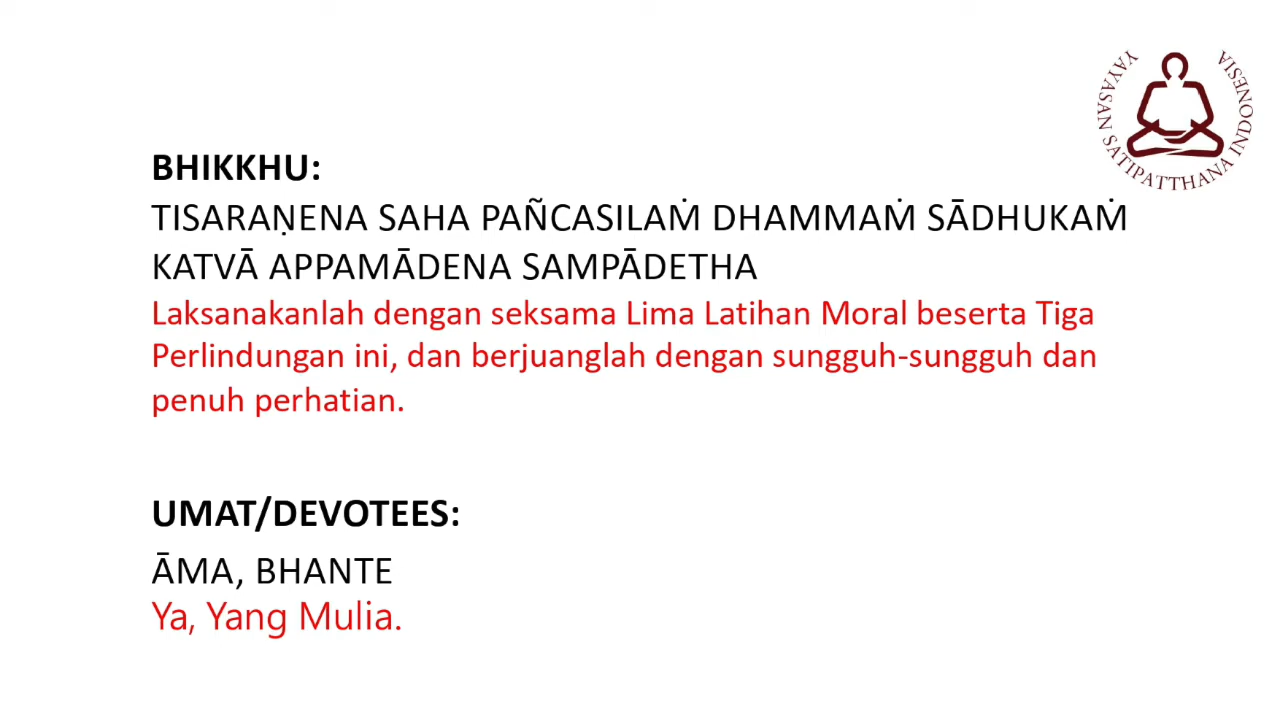 YAYASAN SATIPATTHANA INDONESIA
BHIKKHU:
TISARAṆENA SAHA PAÑCASILAṀ DHAMMAṀ SĀDHUKAṀ
KATVĀ APPAMĀDENA SAMPĀDETHA
Laksanakanlah dengan seksama Lima Latihan Moral beserta Tiga
Perlindungan ini, dan berjuanglah dengan sungguh-sungguh dan
penuh perhatian.
UMAT/DEVOTEES:
ĀMA, BHANTE
Ya, Yang Mulia.